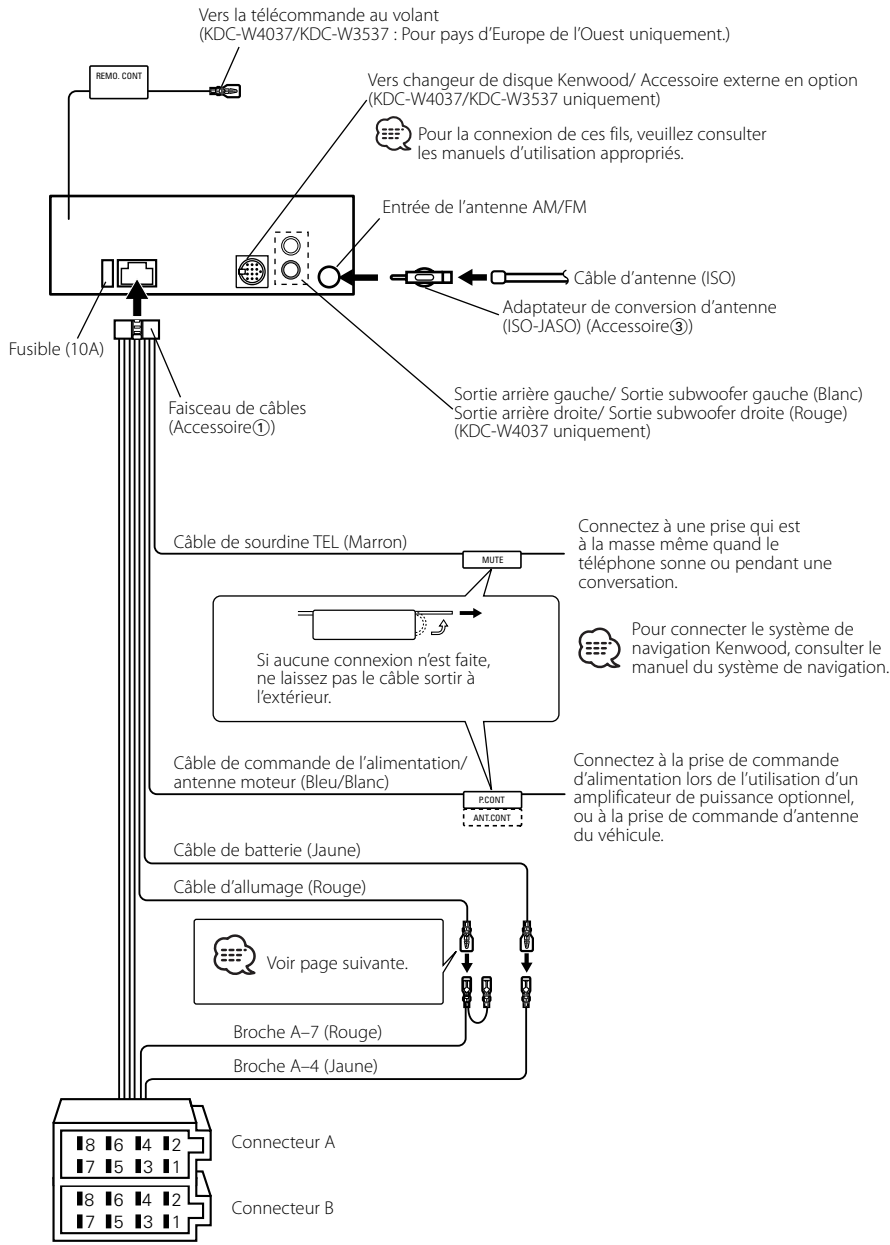 Vers la télécommande au volant
(KDC-W4037/KDC-W3537 : Pour pays d'Europe de l'Ouest uniquement.)
REMO. CONT
Vers changeur de disque Kenwood/ Accessoire externe en option
(KDC-W4037/KDC-W3537 uniquement)
Pour la connexion de ces fils, veuillez consulter
les manuels d'utilisation appropriés.
Entrée de l'antenne AM/FM
Câble d'antenne (ISO)
Adaptateur de conversion d'antenne
(ISO-JASO) (Accessoire③)
Fusible (10A)
Faisceau de câbles
(Accessoire①)
Sortie arrière gauche/ Sortie subwoofer gauche (Blanc)
Sortie arrière droite/ Sortie subwoofer droite (Rouge)
(KDC-W4037 uniquement)
Câble de sourdine TEL (Marron)
MUTE
Connectez à une prise qui est
à la masse même quand le
téléphone sonne ou pendant une
conversation.
Si aucune connexion n'est faite,
ne laissez pas le câble sortir à
l'extérieur.
Pour connecter le système de
navigation Kenwood, consulter le
manuel du système de navigation.
Câble de commande de l'alimentation/
antenne moteur (Bleu/Blanc)
P.CONT
ANT.CONT
Connectez à la prise de commande
d'alimentation lors de l'utilisation d'un
amplificateur de puissance optionnel,
ou à la prise de commande d'antenne
du véhicule.
Câble de batterie (Jaune)
Câble d'allumage (Rouge)
Voir page suivante.
Broche A–7 (Rouge)
Broche A–4 (Jaune)
8 6 4 2
7 5 3 1
Connecteur A
8 6 4 2
7 5 3 1
Connecteur B